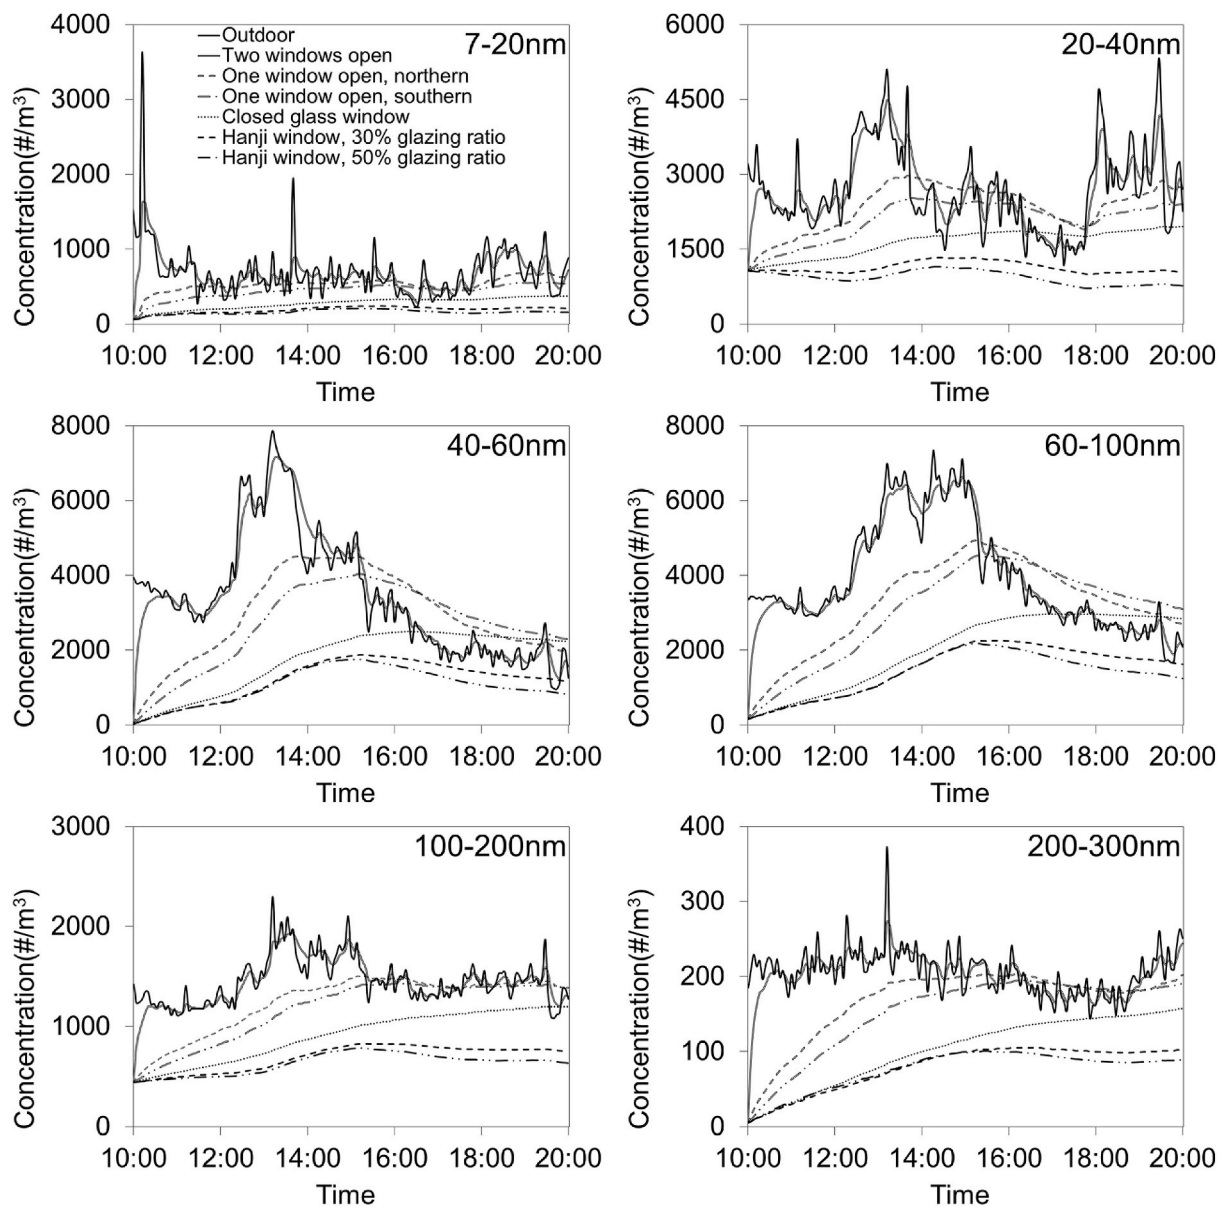 4000
3000
2000
1000
0
Concentration(#/m³)
Outdoor
Two windows open
One window open, northern
One window open, southern
Closed glass window
Hanji window, 30% glazing ratio
Hanji window, 50% glazing ratio
7-20nm
10:00 12:00 14:00 16:00 18:00 20:00
Time
6000
4500
3000
1500
0
Concentration(#/m³)
20-40nm
10:00 12:00 14:00 16:00 18:00 20:00
Time
8000
6000
4000
2000
0
Concentration(#/m³)
40-60nm
10:00 12:00 14:00 16:00 18:00 20:00
Time
8000
6000
4000
2000
0
Concentration(#/m³)
60-100nm
10:00 12:00 14:00 16:00 18:00 20:00
Time
3000
2000
1000
0
Concentration(#/m³)
100-200nm
10:00 12:00 14:00 16:00 18:00 20:00
Time
400
300
200
100
0
Concentration(#/m³)
200-300nm
10:00 12:00 14:00 16:00 18:00 20:00
Time